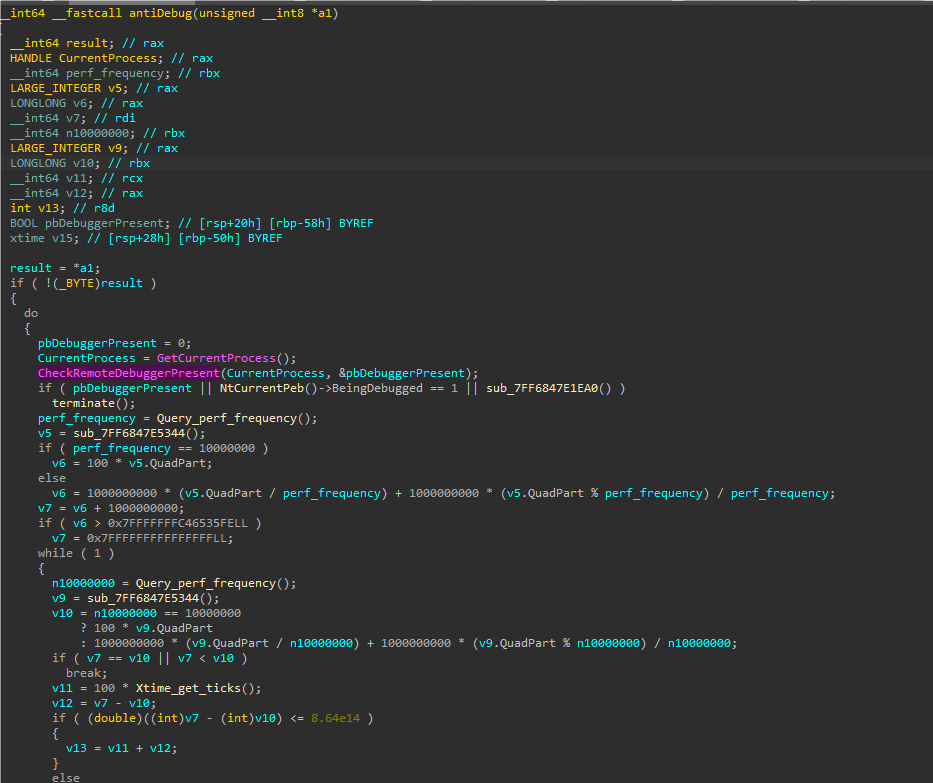 __int64 __fastcall antiDebug(unsigned __int8 *a1)
__int64 result; // rax
HANDLE CurrentProcess; // rax
__int64 perf_frequency; // rbx
LARGE_INTEGER v5; // rax
LONGLONG v6; // rax
__int64 v7; // rdi
__int64 n10000000; // rbx
LARGE_INTEGER v9; // rax
LONGLONG v10; // rbx
__int64 v11; // rcx
__int64 v12; // rax
int v13; // r8d
BOOL pbDebuggerPresent; // [rsp+20h] [rbp-58h] BYREF
xtime v15; // [rsp+28h] [rbp-50h] BYREF
result = *a1;
if ( !(_BYTE)result )
{
do
{
pbDebuggerPresent = 0;
CurrentProcess = GetCurrentProcess();
CheckRemoteDebuggerPresent(CurrentProcess, &pbDebuggerPresent);
if ( pbDebuggerPresent || NtCurrentPeb()->BeingDebugged == 1 || sub_7FF6847E1EA0() )
terminate();
perf_frequency = Query_perf_frequency();
v5 = sub_7FF6847E5344();
if ( perf_frequency == 10000000 )
v6 = 100 * v5.QuadPart;
else
v6 = 1000000000 * (v5.QuadPart / perf_frequency) + 1000000000 * (v5.QuadPart % perf_frequency) / perf_frequency;
v7 = v6 + 1000000000;
if ( v6 > 0x7FFFFFFFC46535FELL )
v7 = 0x7FFFFFFFFFFFFFFFLL;
while ( 1 )
{
n10000000 = Query_perf_frequency();
v9 = sub_7FF6847E5344();
v10 = n10000000 == 10000000
? 100 * v9.QuadPart
: 1000000000 * (v9.QuadPart / n10000000) + 1000000000 * (v9.QuadPart % n10000000) / n10000000;
if ( v7 == v10 || v7 < v10 )
break;
v11 = 100 * Xtime_get_ticks();
v12 = v7 - v10;
if ( (double)((int)v7 - (int)v10) <= 8.64e14 )
{
v13 = v11 + v12;
}
else